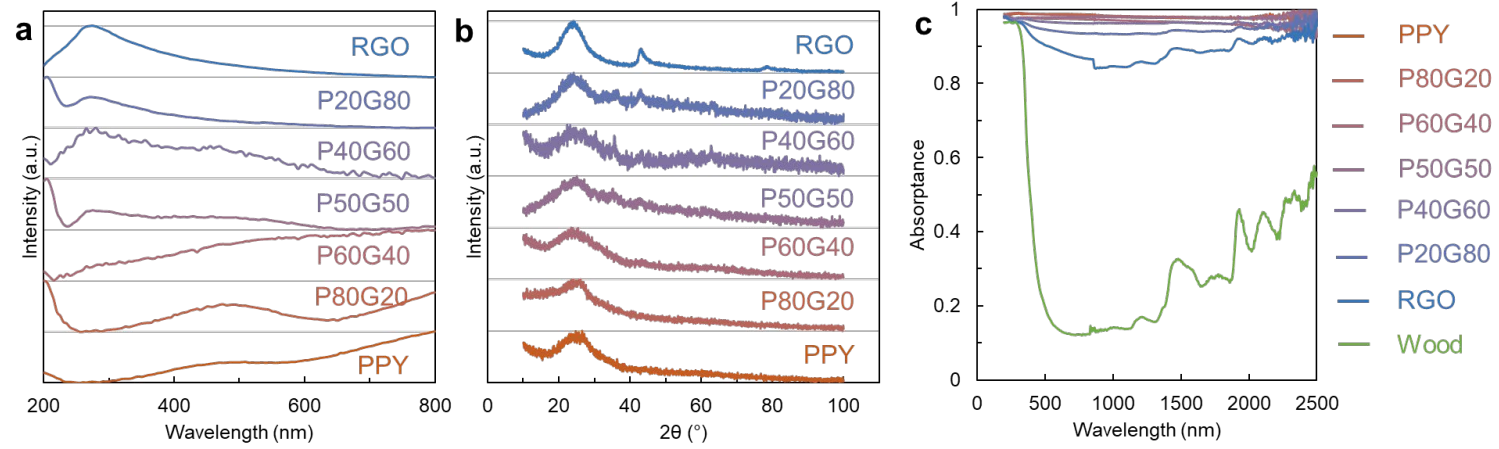 a
Intensity (a.u.)
RGO
P20G80
P40G60
P50G50
P60G40
P80G20
PPY
200
400
600
800
Wavelength (nm)
b
Intensity (a.u.)
RGO
P20G80
P40G60
P50G50
P60G40
P80G20
PPY
0
20
40
60
80
100
2θ (°)
c
Absorptance
1
0.8
0.6
0.4
0.2
0
0
500
1000
1500
2000
2500
Wavelength (nm)
PPY
P80G20
P60G40
P50G50
P40G60
P20G80
RGO
Wood